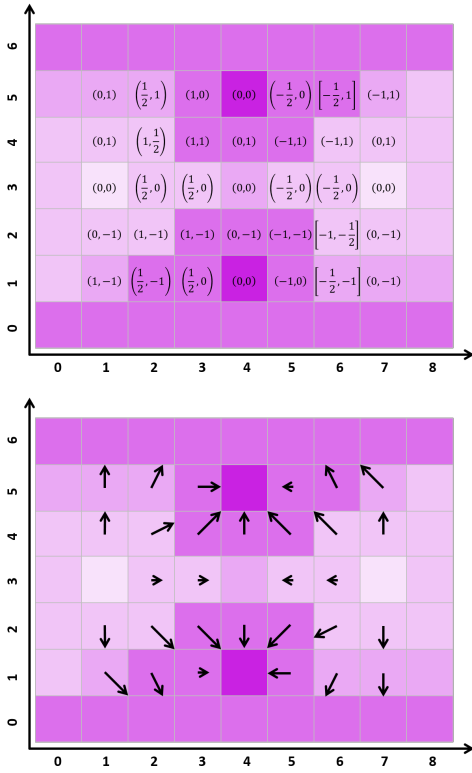 6
5 (0,1) (1/2,1) (1,0) (0,0) (−1/2,0) [−1/2,1] (−1,1)
4 (0,1) (1,1/2) (1,1) (0,1) (−1,1) (−1,1) (0,1)
3 (0,0) (1/2,0) (1/2,0) (0,0) (−1/2,0) (−1/2,0) (0,0)
2 (0,−1) (1,−1) (1,−1) (0,−1) (−1,−1) [−1,−1/2] (0,−1)
1 (1,−1) (1/2,−1) (1/2,0) (0,0) (−1,0) [−1/2,−1] (0,−1)
0
0 1 2 3 4 5 6 7 8
6
5
4
3
2
1
0
0 1 2 3 4 5 6 7 8